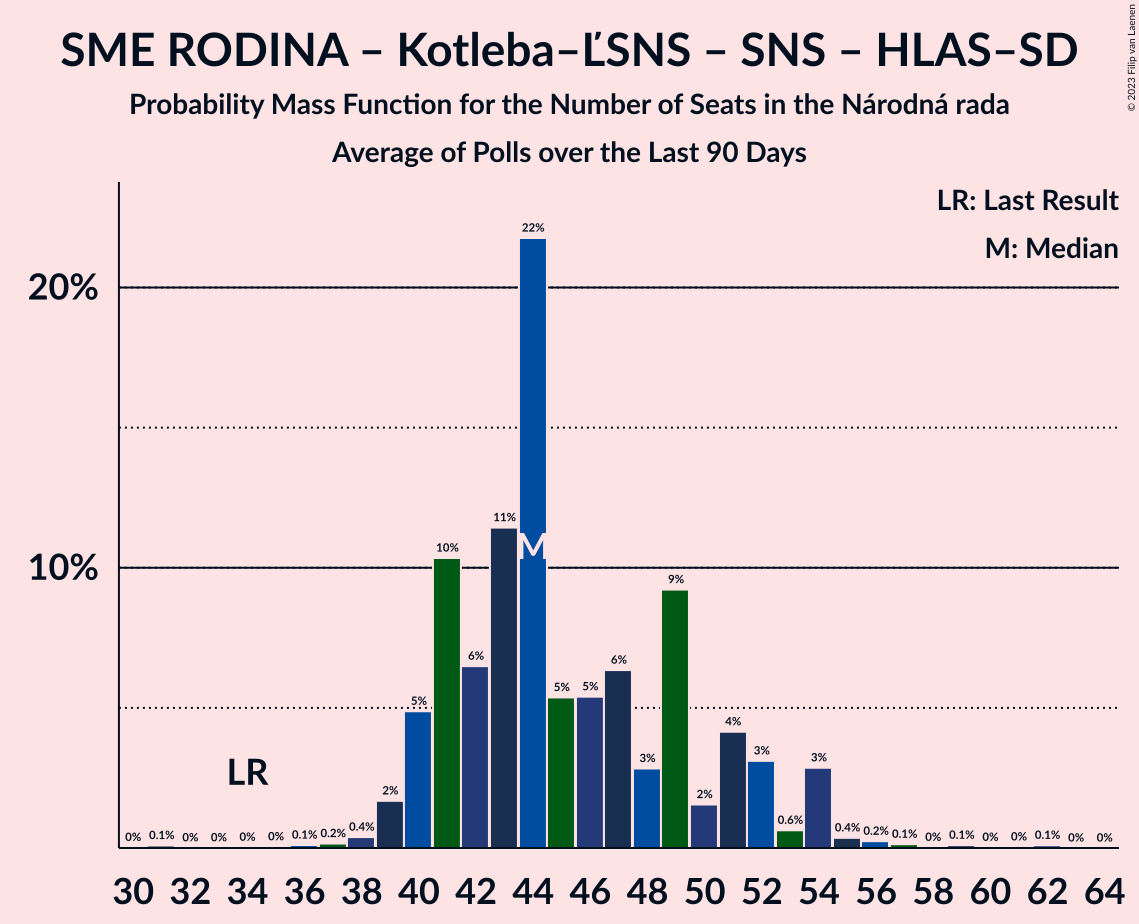 SME RODINA – Kotleba–ĽSNS – SNS – HLAS–SD
Probability Mass Function for the Number of Seats in the Národná rada
Average of Polls over the Last 90 Days
© 2023 Filip van Laenen
LR: Last Result
M: Median
20%
10%
LR
M
0% 0.1% 0% 0% 0% 0% 0.1% 0.2% 0.4% 2% 5% 10% 6% 11% 22% 5% 5% 6% 3% 9% 2% 4% 3% 0.6% 3% 0.4% 0.2% 0.1% 0% 0.1% 0% 0% 0.1% 0% 0%
30 32 34 36 38 40 42 44 46 48 50 52 54 56 58 60 62 64